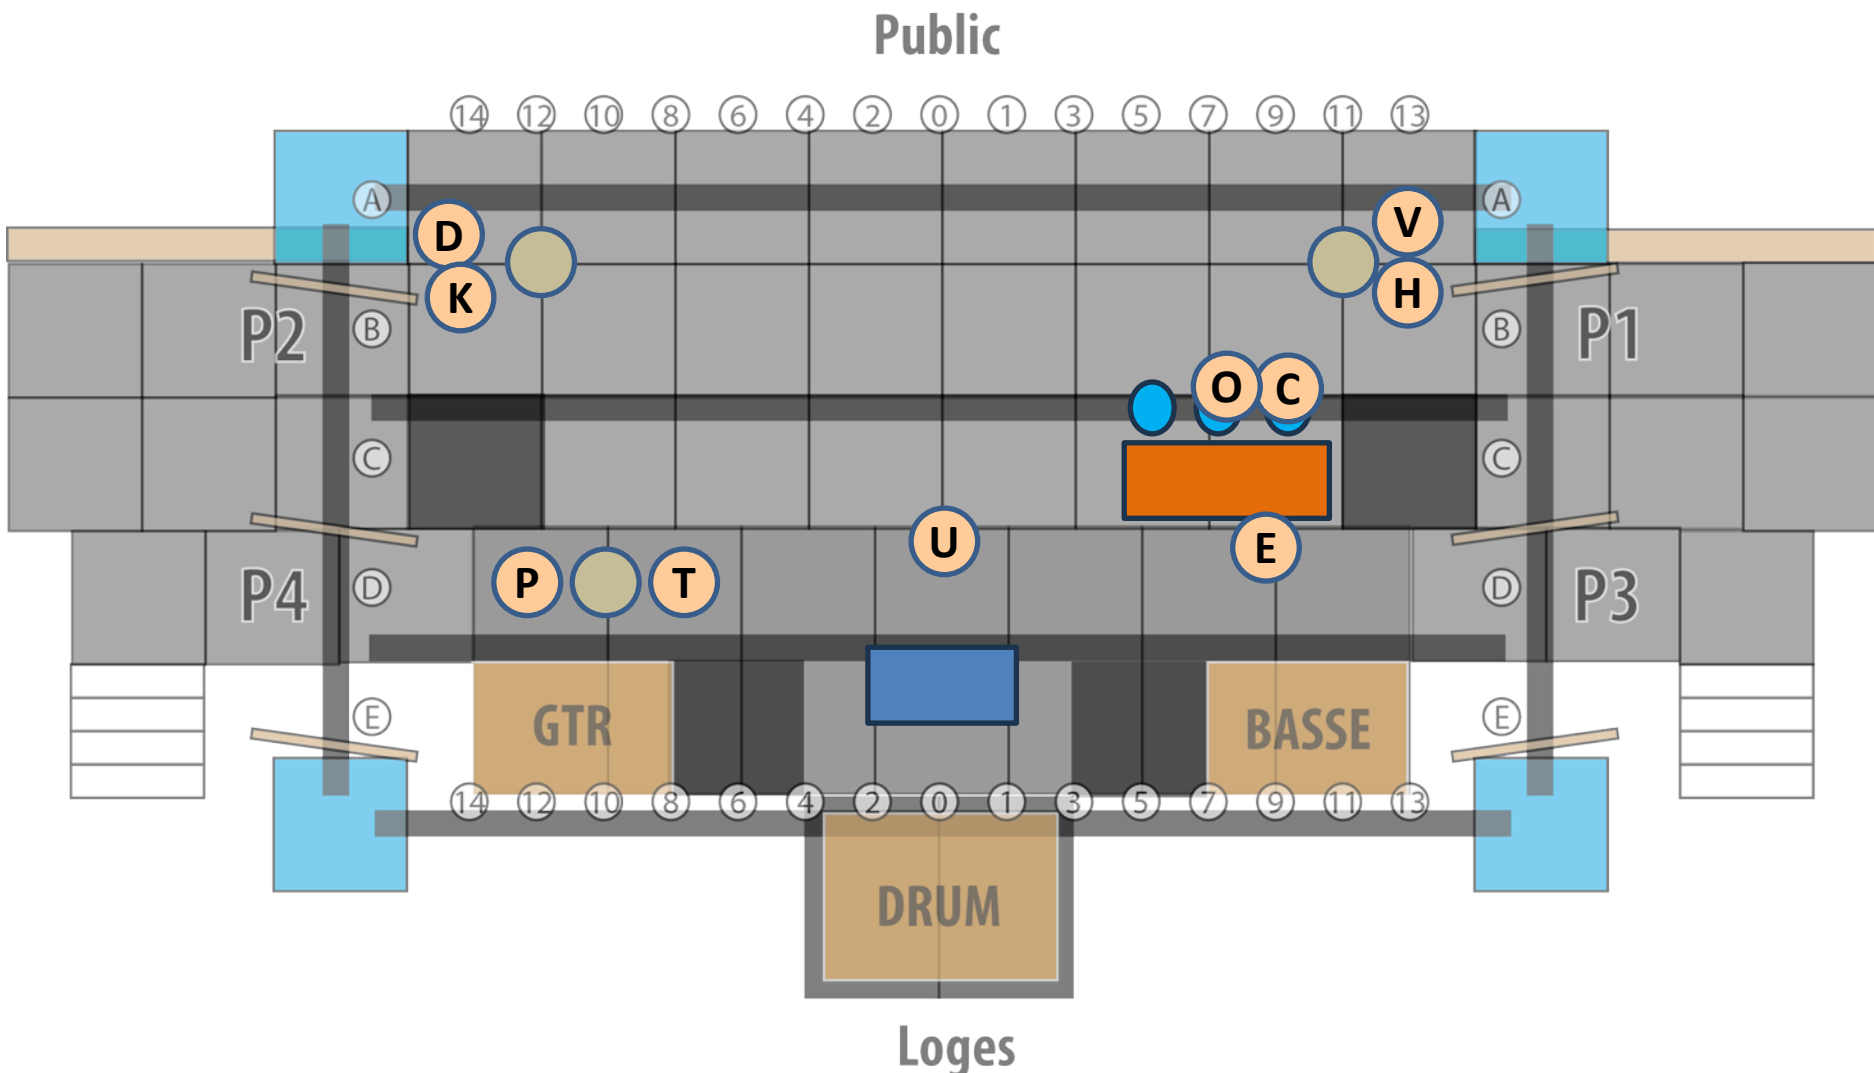 Public
14 12 10 8 6 4 2 0 1 3 5 7 9 11 13
A A
D V
K H
P2 B B P1
O C
C C
U E
P T
P4 D D P3
GTR BASSE
E E
14 12 10 8 6 4 2 0 1 3 5 7 9 11 13
DRUM
Loges